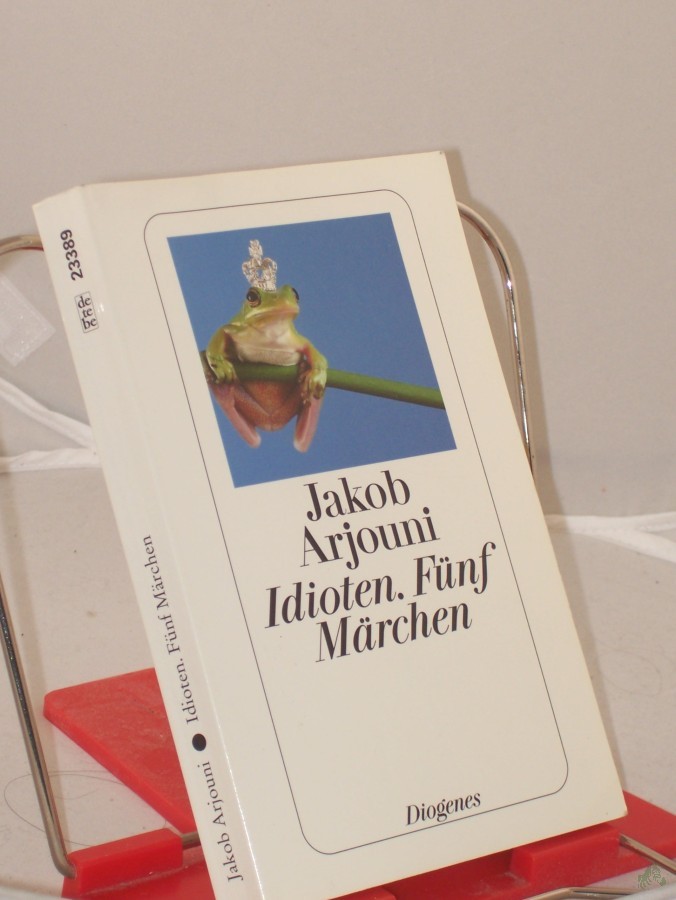 23389
de
te
be
Jakob Arjouni ● Idioten. Fünf Märchen
Jakob
Arjouni
Idioten. Fünf
Märchen
Diogenes